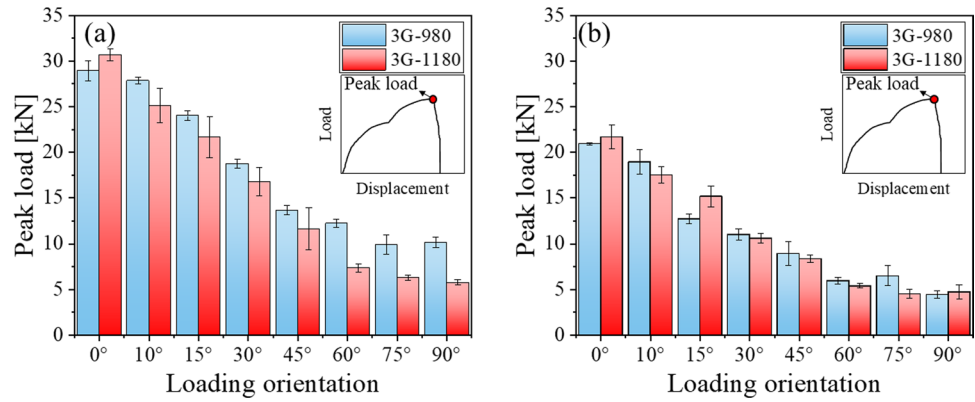 (a)
3G-980
3G-1180
Peak load
Load
Displacement
Peak load [kN]
35
30
25
20
15
10
5
0
0° 10° 15° 30° 45° 60° 75° 90°
Loading orientation
(b)
3G-980
3G-1180
Peak load
Load
Displacement
Peak load [kN]
35
30
25
20
15
10
5
0
0° 10° 15° 30° 45° 60° 75° 90°
Loading orientation